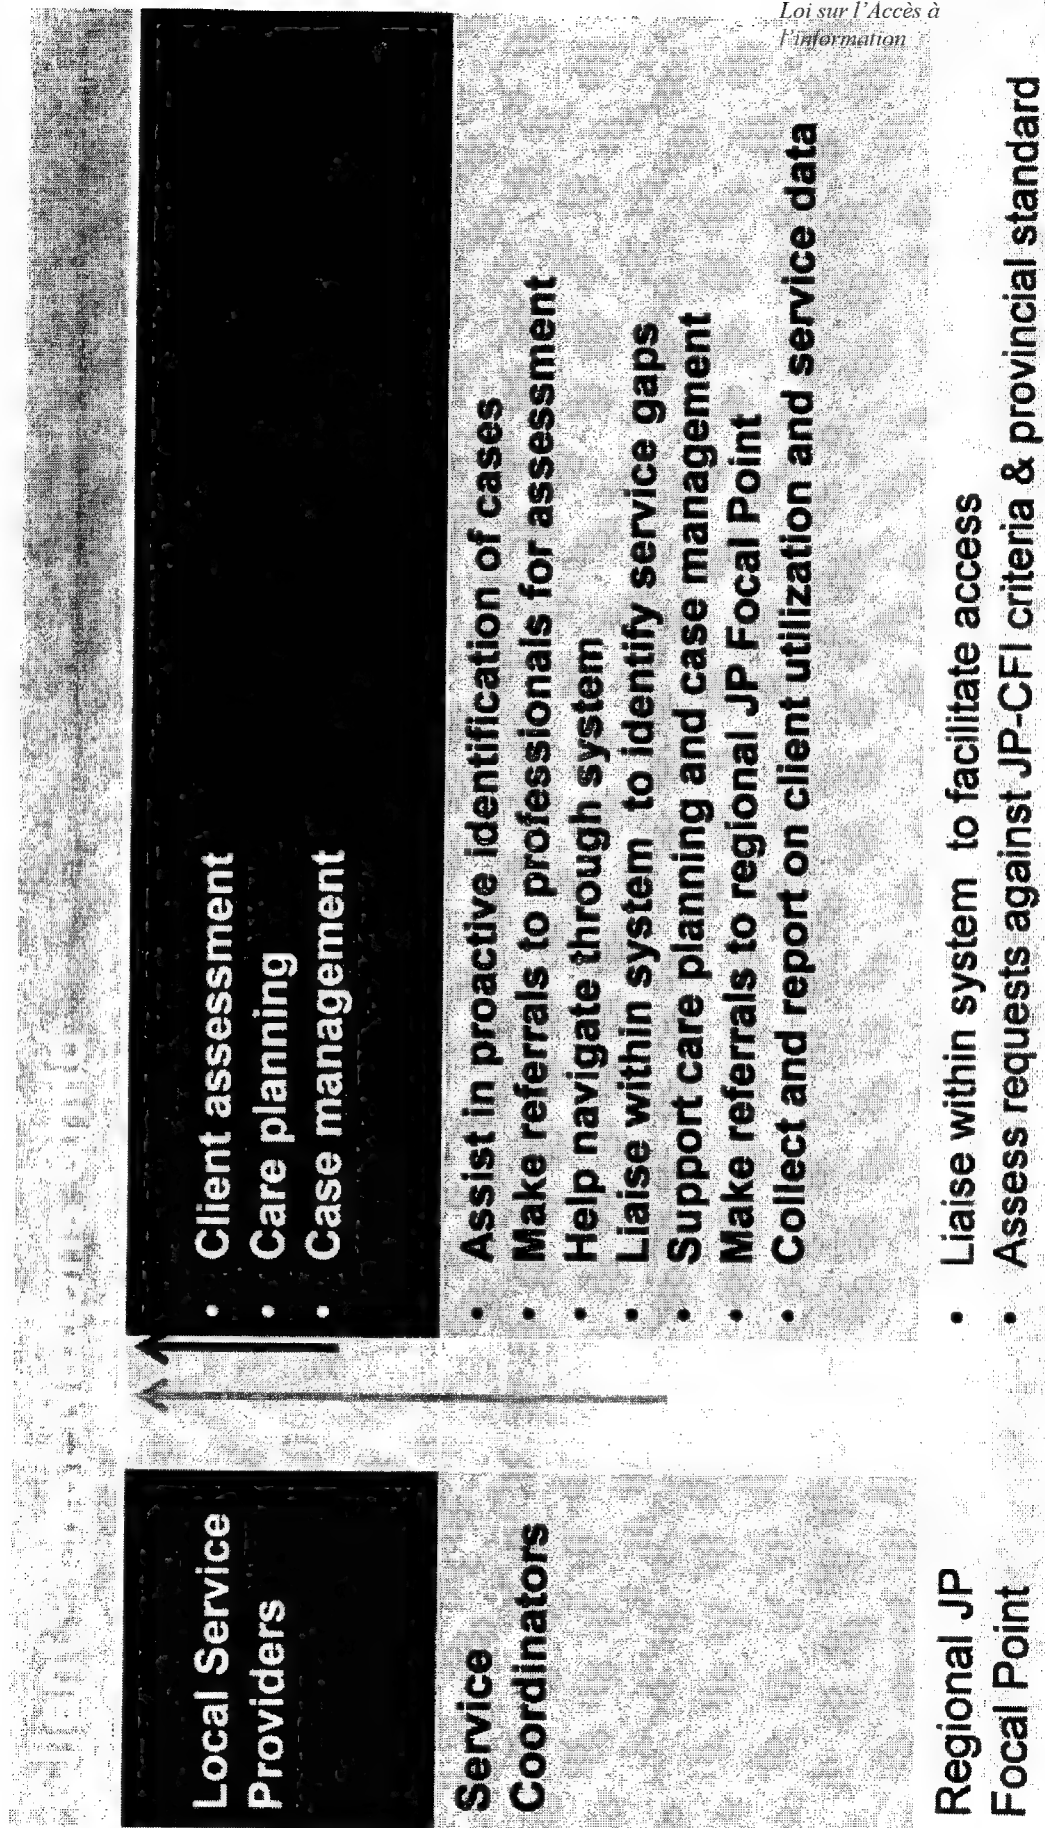 Loi sur l'Accès à
l'information
Local Service
Providers
• Client assessment
• Care planning
• Case management
Service
Coordinators
• Assist in proactive identification of cases
• Make referrals to professionals for assessment
• Help navigate through system
• Liaise within system to identify service gaps
• Support care planning and case management
• Make referrals to regional JP Focal Point
• Collect and report on client utilization and service data
Regional JP
Focal Point
• Liaise within system to facilitate access
• Assess requests against JP-CFI criteria & provincial standard